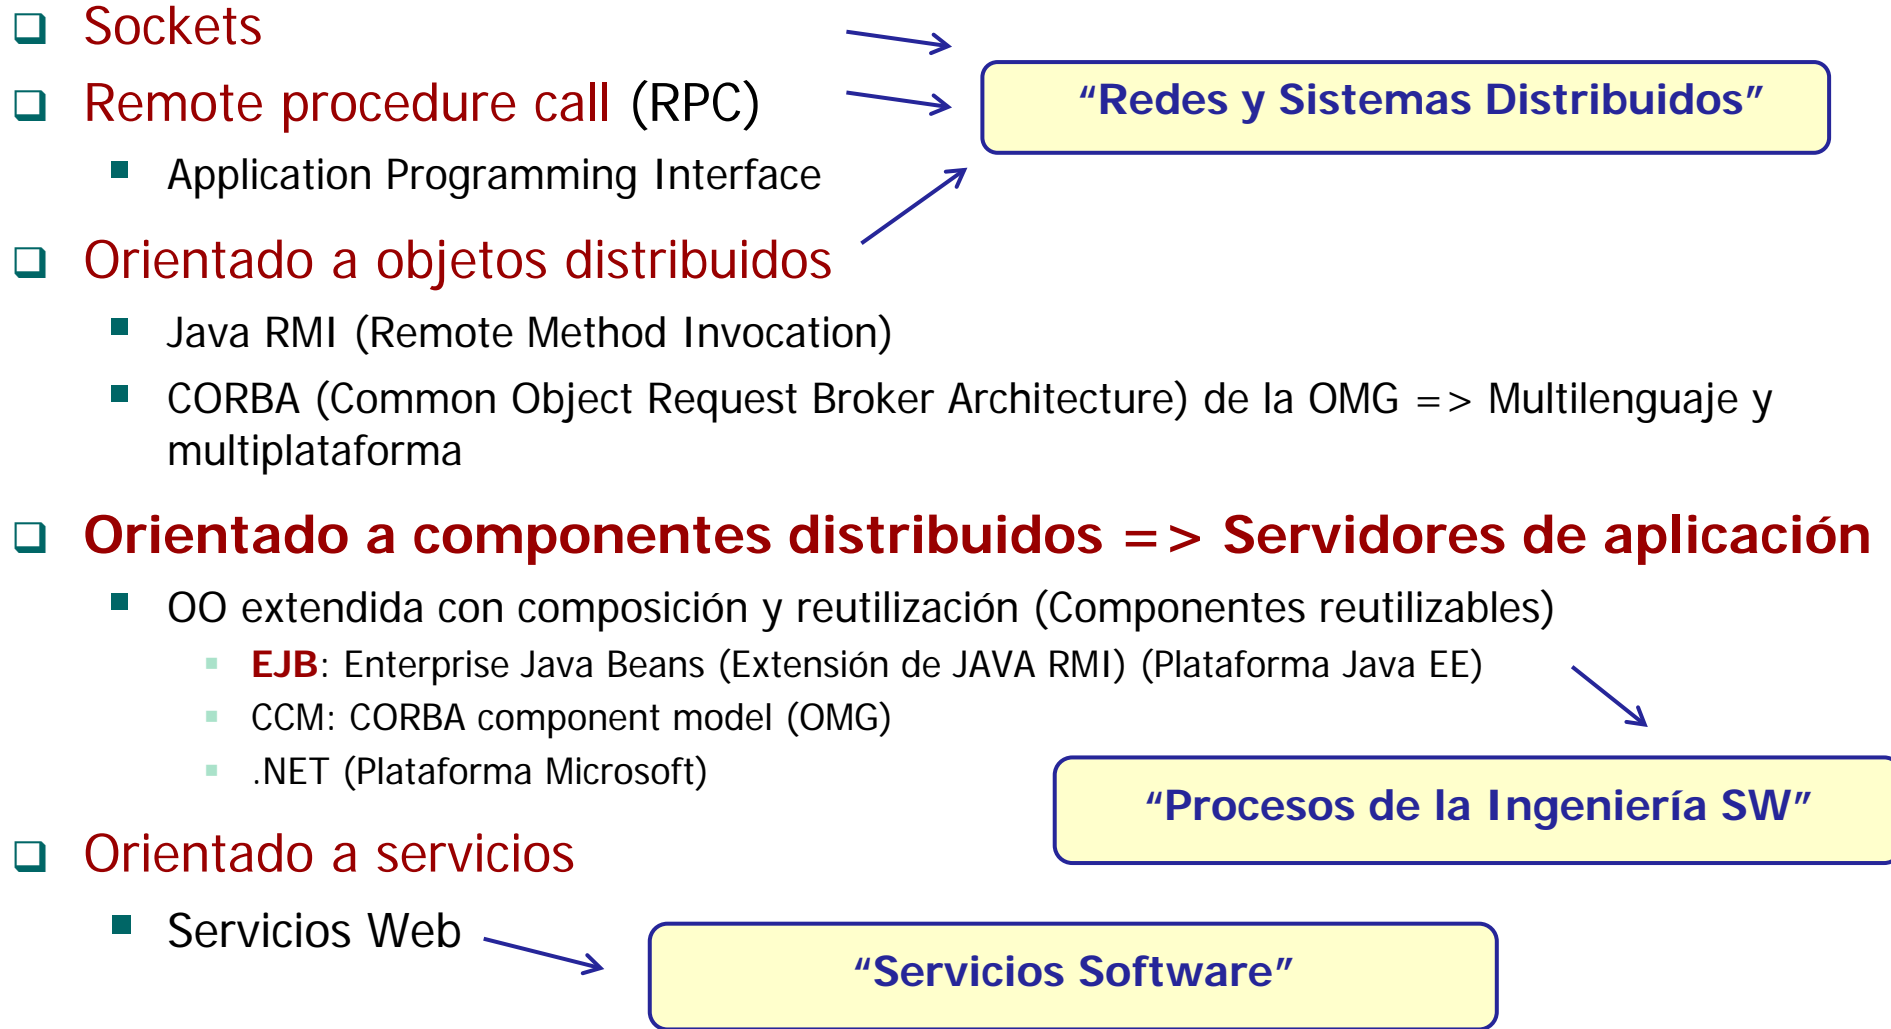 Sockets
Remote procedure call (RPC)
"Redes y Sistemas Distribuidos”
Application Programming Interface
Orientado a objetos distribuidos
Java RMI (Remote Method Invocation)
CORBA (Common Object Request Broker Architecture) de la OMG => Multilenguaje y
multiplataforma
Orientado a componentes distribuidos => Servidores de aplicación
OO extendida con composición y reutilización (Componentes reutilizables)
EJB: Enterprise Java Beans (Extensión de JAVA RMI) (Plataforma Java EE)
CCM: CORBA component model (OMG)
.NET (Plataforma Microsoft)
“Procesos de la Ingeniería SW”
Orientado a servicios
Servicios Web
“Servicios Software”